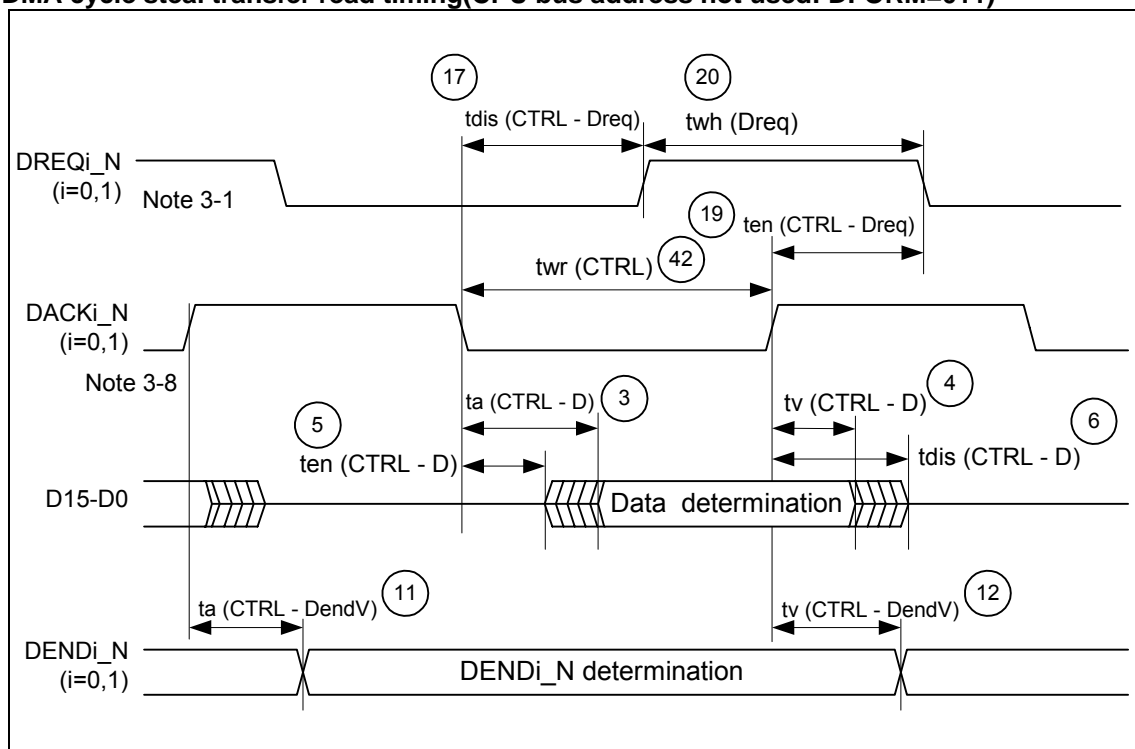 DMA cycle steal transfer read timing(CPU bus address not used: DFORM=011)
17
20
tdis (CTRL - Dreq)
twh (Dreq)
DREQi_N
(i=0,1)
Note 3-1
19
ten (CTRL - Dreq)
twr (CTRL)
42
DACKi_N
(i=0,1)
Note 3-8
ta (CTRL - D)
3
tv (CTRL - D)
4
5
ten (CTRL - D)
6
tdis (CTRL - D)
D15-D0
Data determination
ta (CTRL - DendV)
11
tv (CTRL - DendV)
12
DENDi_N
(i=0,1)
DENDi_N determination